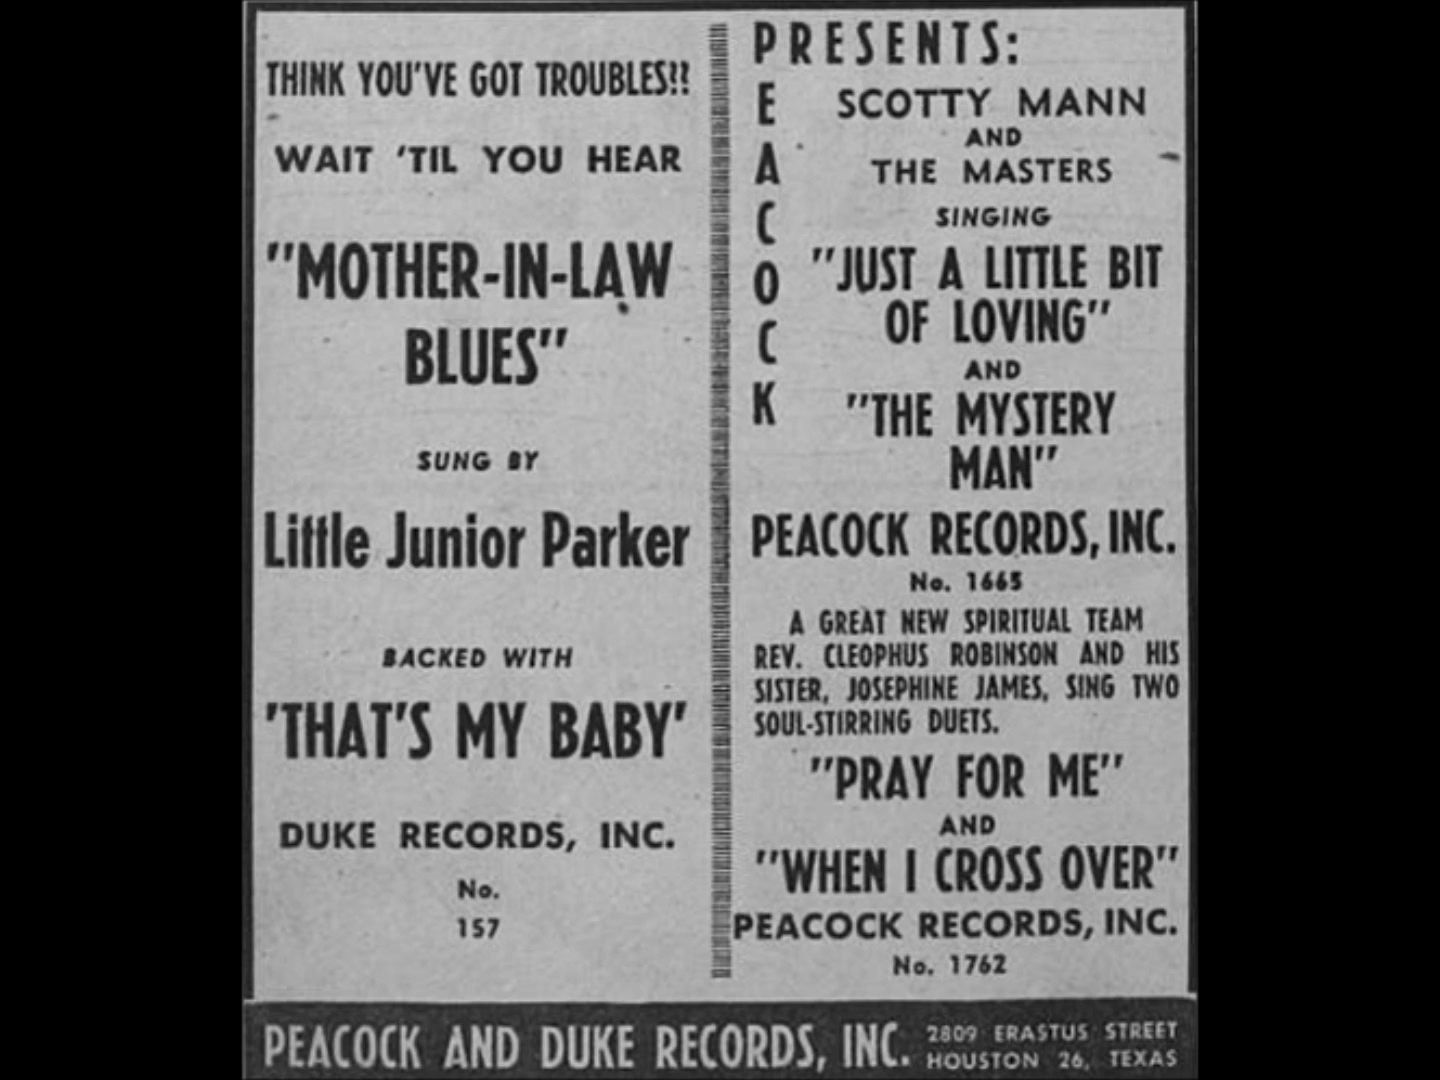 THINK YOU'VE GOT TROUBLES!!
WAIT 'TIL YOU HEAR
"MOTHER-IN-LAW
BLUES"
SUNG BY
Little Junior Parker
BACKED WITH
'THAT'S MY BABY'
DUKE RECORDS, INC.
No.
157
PRESENTS:
E
A
C
O
C
K
SCOTTY MANN
AND
THE MASTERS
SINGING
"JUST A LITTLE BIT
OF LOVING"
AND
"THE MYSTERY
MAN"
PEACOCK RECORDS, INC.
No. 1665
A GREAT NEW SPIRITUAL TEAM
REV. CLEOPHUS ROBINSON AND HIS
SISTER, JOSEPHINE JAMES, SING TWO
SOUL-STIRRING DUETS.
"PRAY FOR ME"
AND
"WHEN I CROSS OVER"
PEACOCK RECORDS, INC.
No. 1762
PEACOCK AND DUKE RECORDS, INC.
2809 ERASTUS STREET
HOUSTON 26, TEXAS